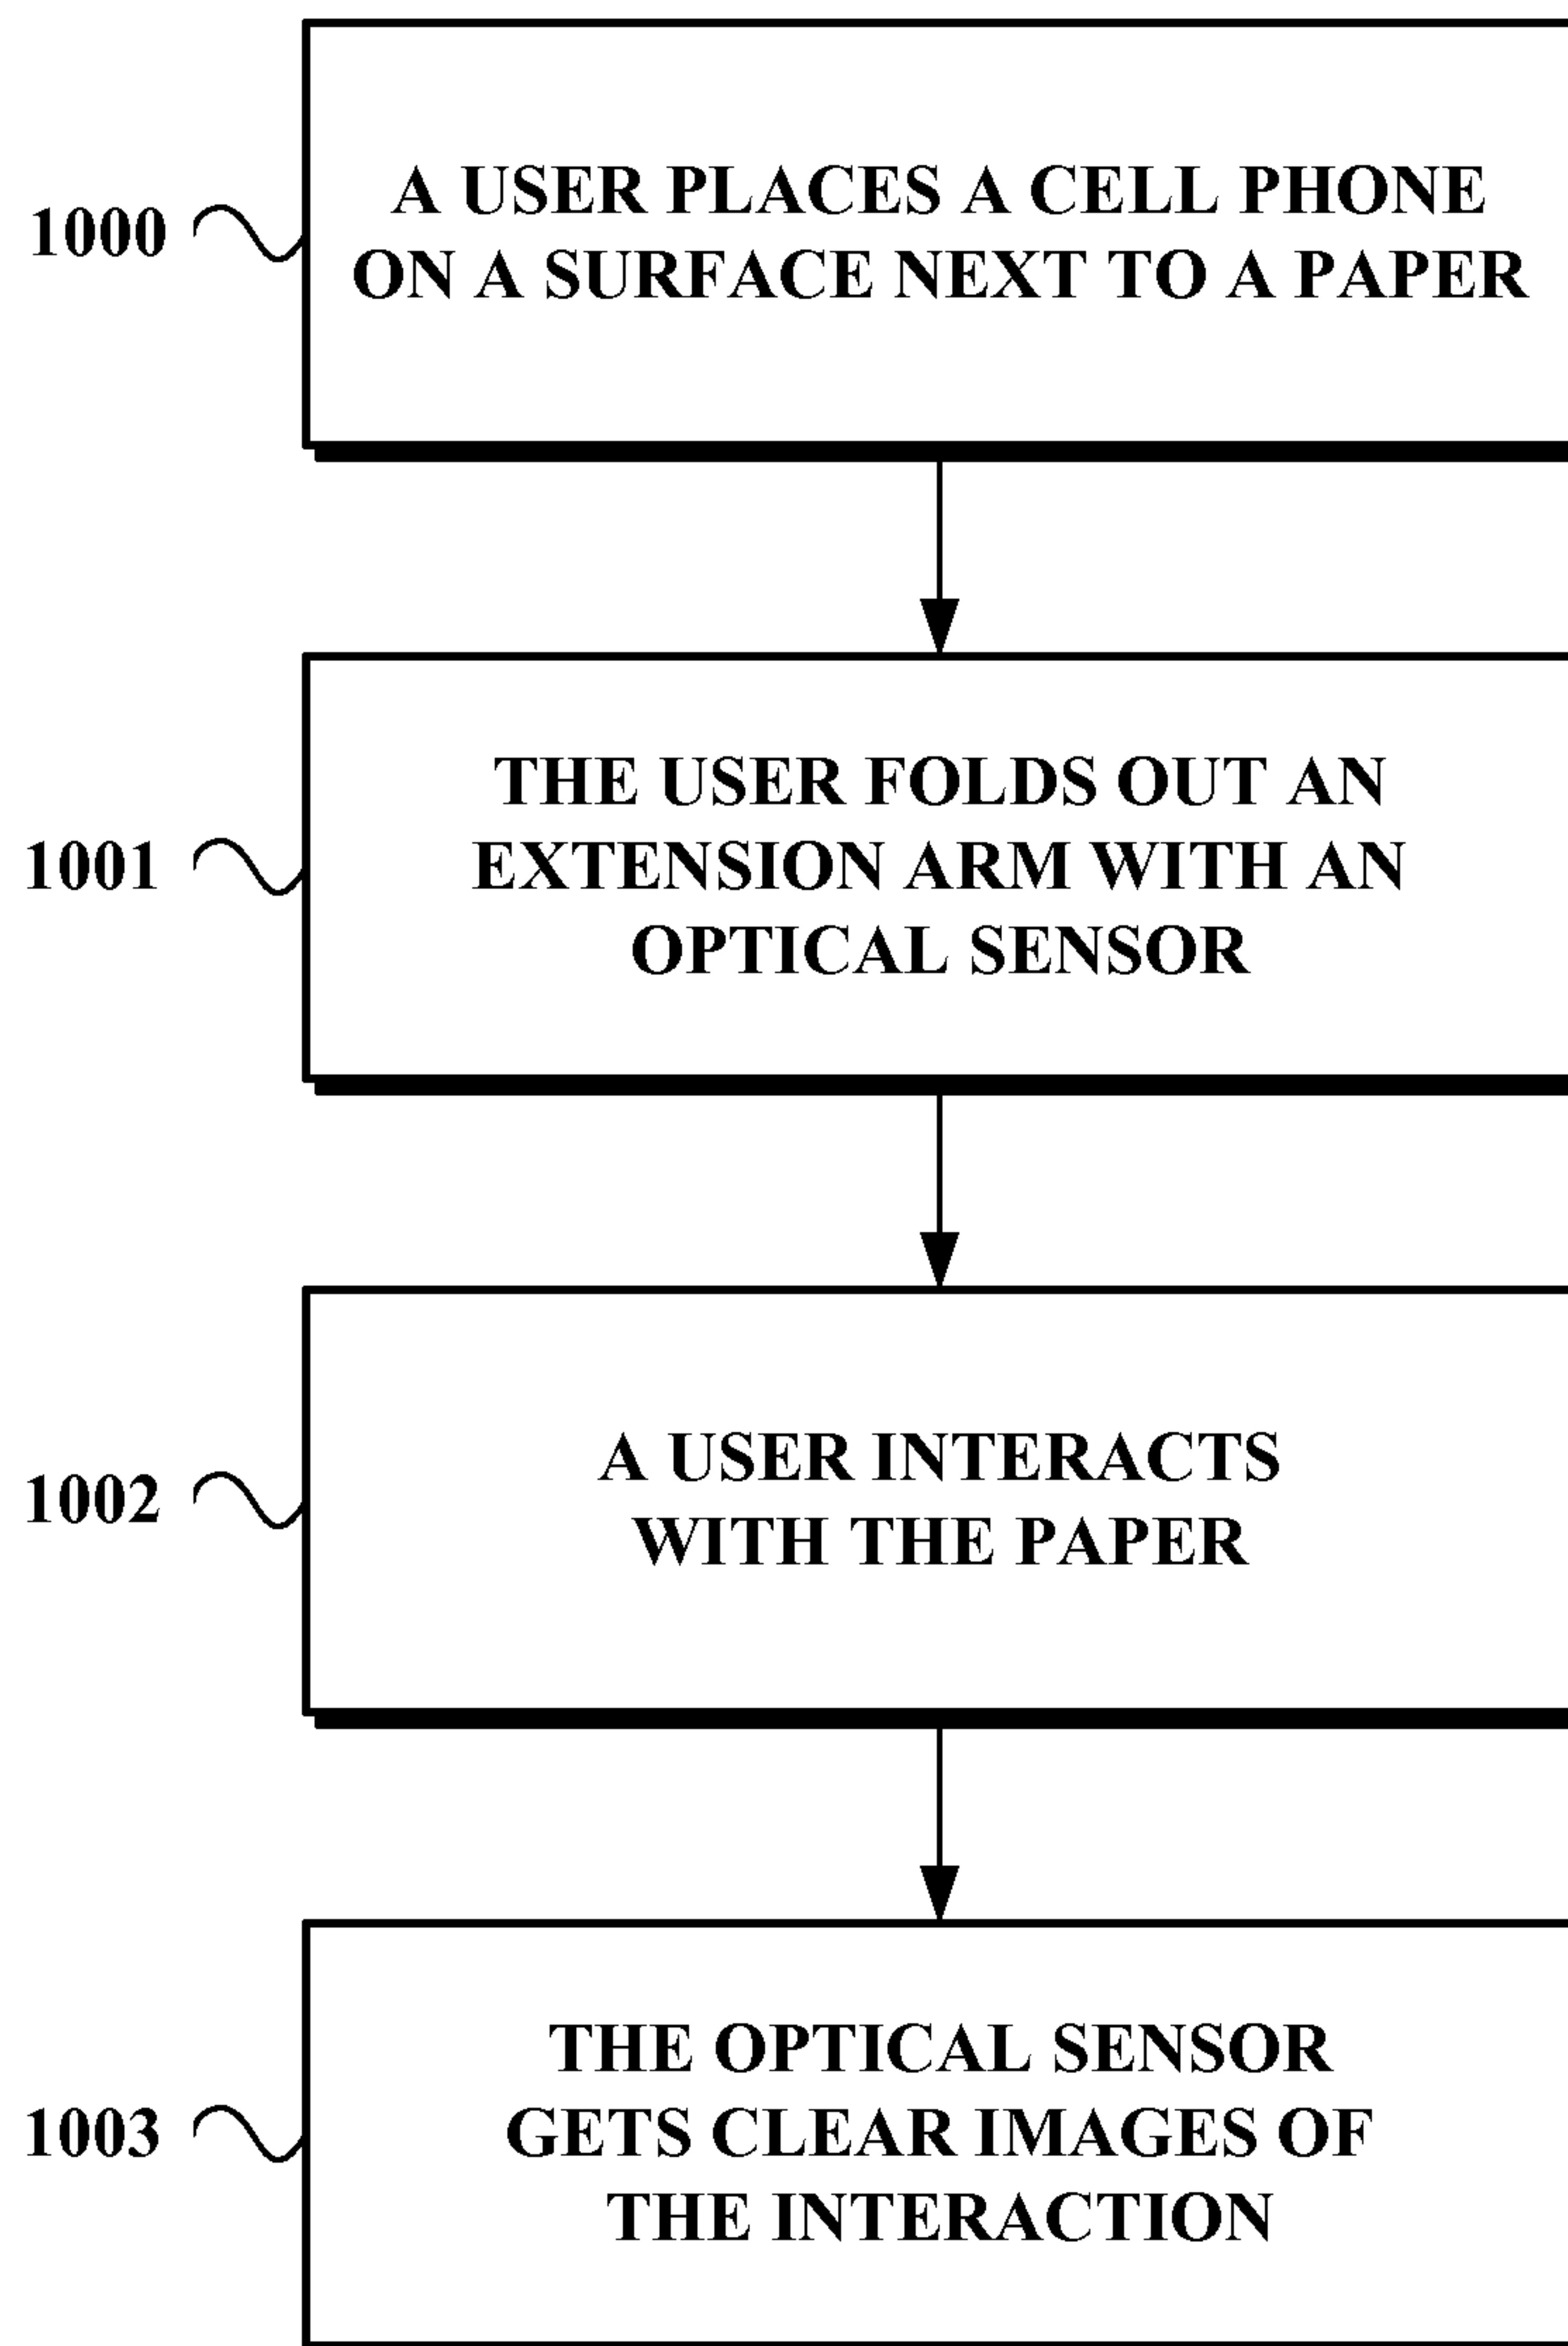 A USER PLACES A CELL PHONE
1000
ON A SURFACE NEXT TO A PAPER
THE USER FOLDS OUT AN
1001
EXTENSION ARM WITH AN
OPTICAL SENSOR
A USER INTERACTS
1002
WITH THE PAPER
THE OPTICAL SENSOR
1003
GETS CLEAR IMAGES OF
THE INTERACTION